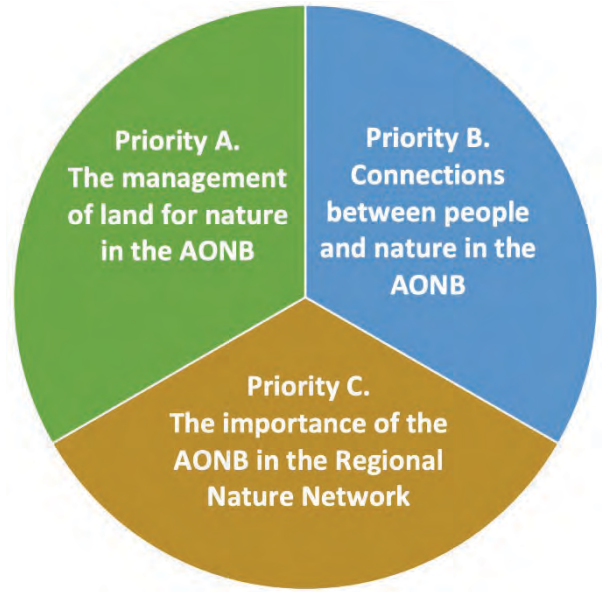 Priority A.
The management
of land for nature
in the AONB
Priority B.
Connections
between people
and nature in the
AONB
Priority C.
The importance of the
AONB in the Regional
Nature Network